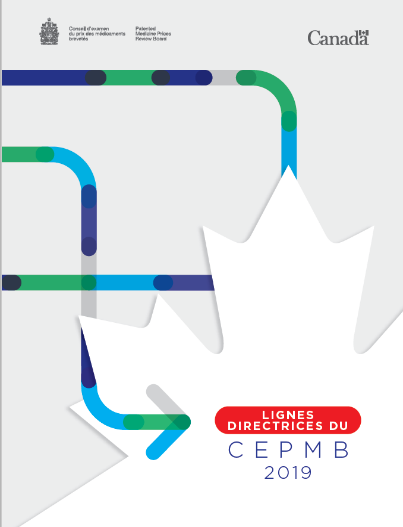 Conseil d'examen
du prix des médicaments
brevetés
Patented
Medicine Prices
Review Board
Canada
LIGNES
DIRECTRICES DU
CEPMB
2019